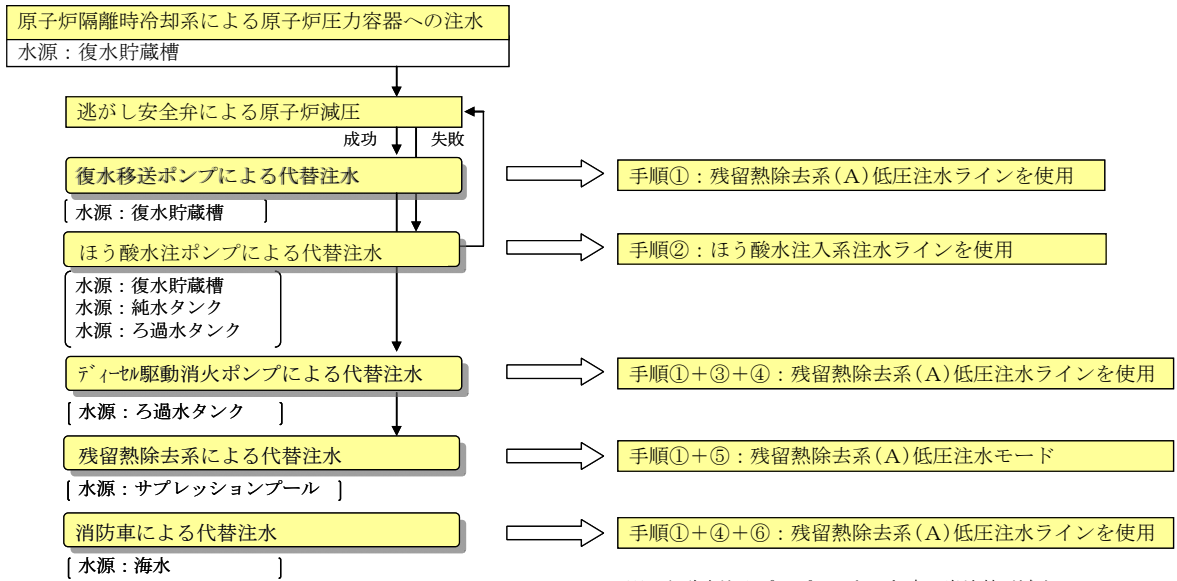 原子炉隔離時冷却系による原子炉圧力容器への注水
水源：復水貯蔵槽
逃がし安全弁による原子炉減圧
成功
失敗
復水移送ポンプによる代替注水
手順①：残留熱除去系(A)低圧注水ラインを使用
水源：復水貯蔵槽
ほう酸水注ポンプによる代替注水
手順②：ほう酸水注入系注水ラインを使用
水源：復水貯蔵槽
水源：純水タンク
水源：ろ過水タンク
ﾃﾞｨｰｾﾙ駆動消火ポンプによる代替注水
手順①+③+④：残留熱除去系(A)低圧注水ラインを使用
水源：ろ過水タンク
残留熱除去系による代替注水
手順①+⑤：残留熱除去系(A)低圧注水モード
水源：サプレッションプール
消防車による代替注水
手順①+④+⑥：残留熱除去系(A)低圧注水ラインを使用
水源：海水